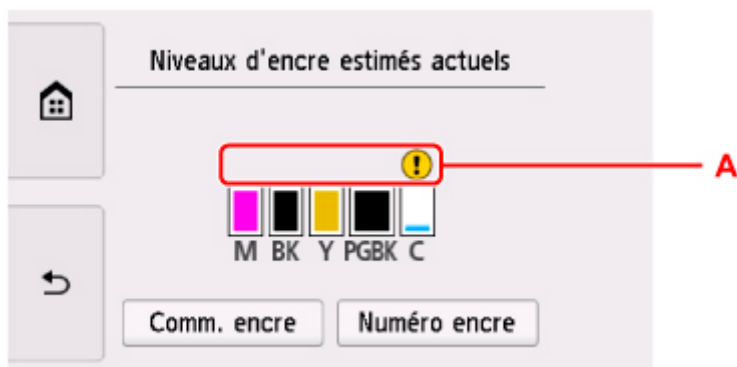 Niveaux d'encre estimés actuels
A
M BK Y PGBK C
Comm. encre
Numéro encre